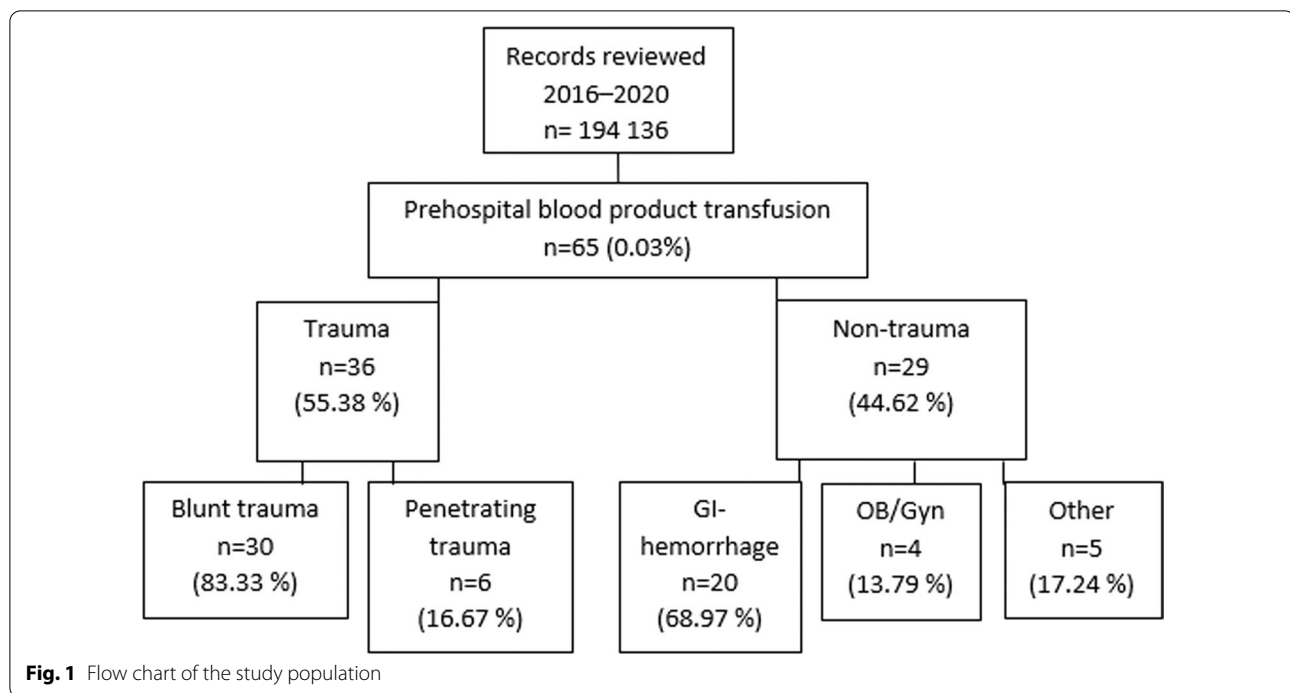 Records reviewed
2016–2020
n= 194 136
Prehospital blood product transfusion
n=65 (0.03%)
Trauma
n=36
(55.38 %)
Non-trauma
n=29
(44.62 %)
Blunt trauma
n=30
(83.33 %)
Penetrating
trauma
n=6
(16.67 %)
GI-
hemorrhage
n=20
(68.97 %)
OB/Gyn
n=4
(13.79 %)
Other
n=5
(17.24 %)
Fig. 1 Flow chart of the study population